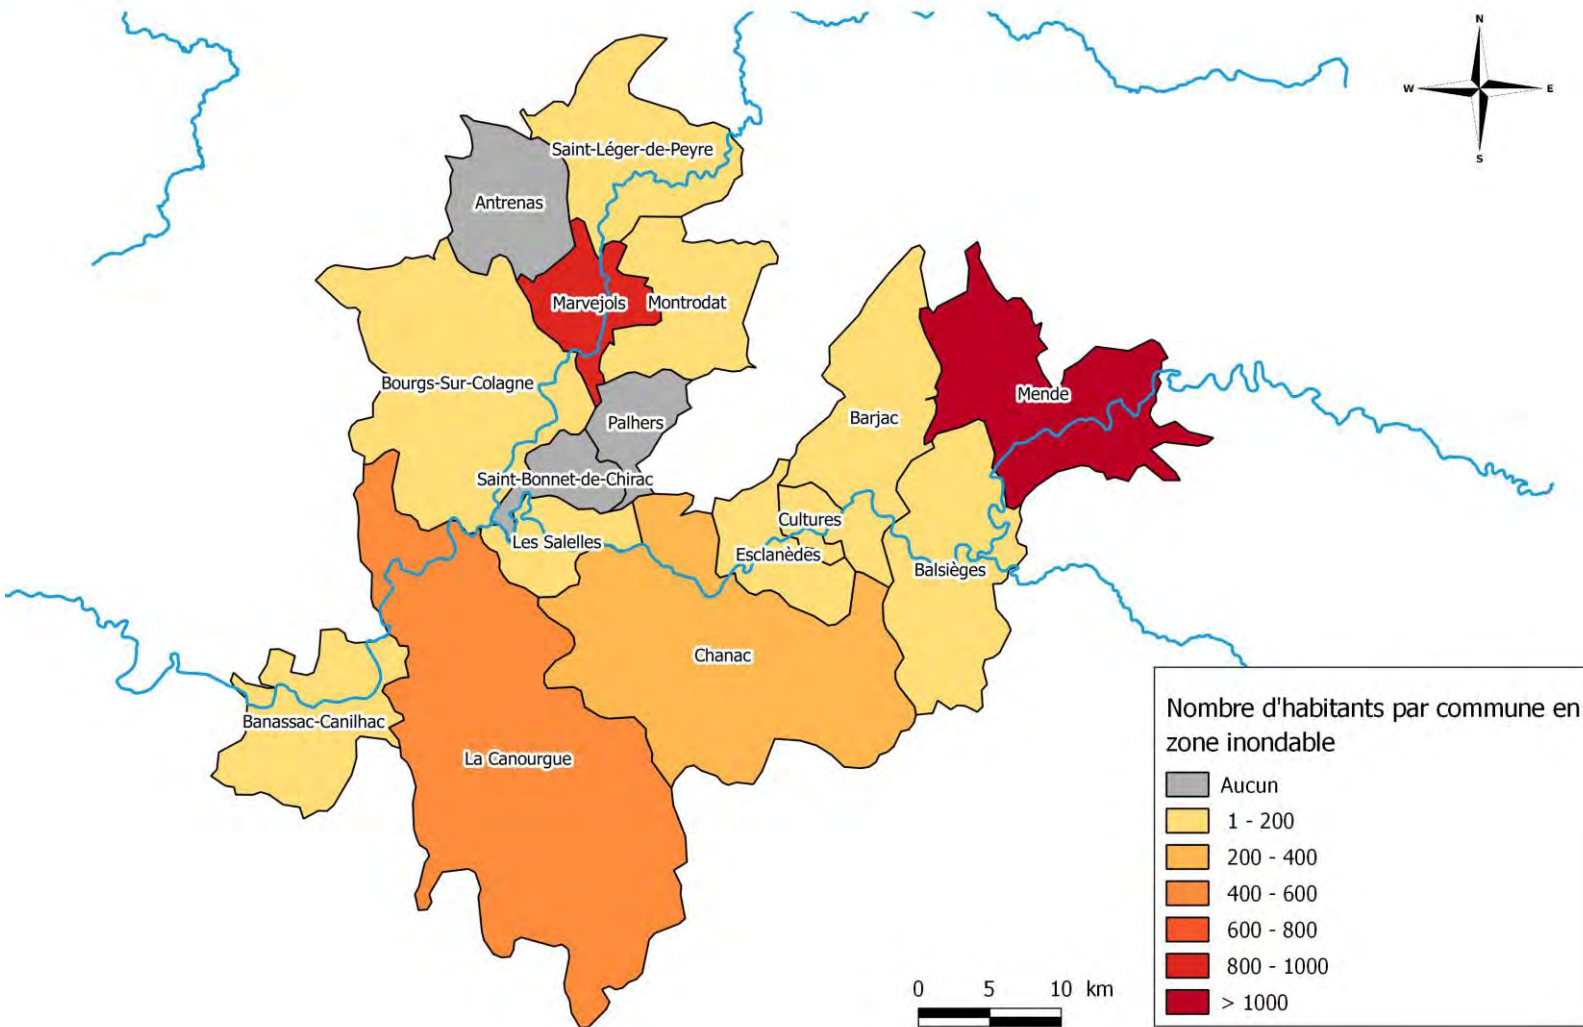 N
W
E
S
Saint-Léger-de-Peyre
Antrenas
Marvejols
Montrodat
Bourgs-Sur-Colagne
Mende
Barjac
Palhers
Saint-Bonnet-de-Chirac
Cultures
Les Salelles
Esclanèdes
Balsièges
Chanac
Banassac-Canilhac
La Canourgue
Nombre d'habitants par commune en
zone inondable
Aucun
1 - 200
200 - 400
400 - 600
600 - 800
800 - 1000
> 1000
0 5 10 km